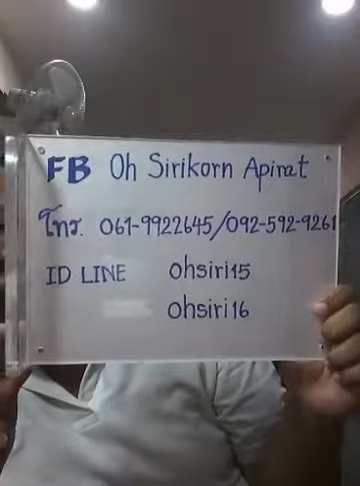 FB Oh Sirikorn Apirat
โทร. 061-9922645/092-592-9261
ID LINE ohsiri15
ohsiri16